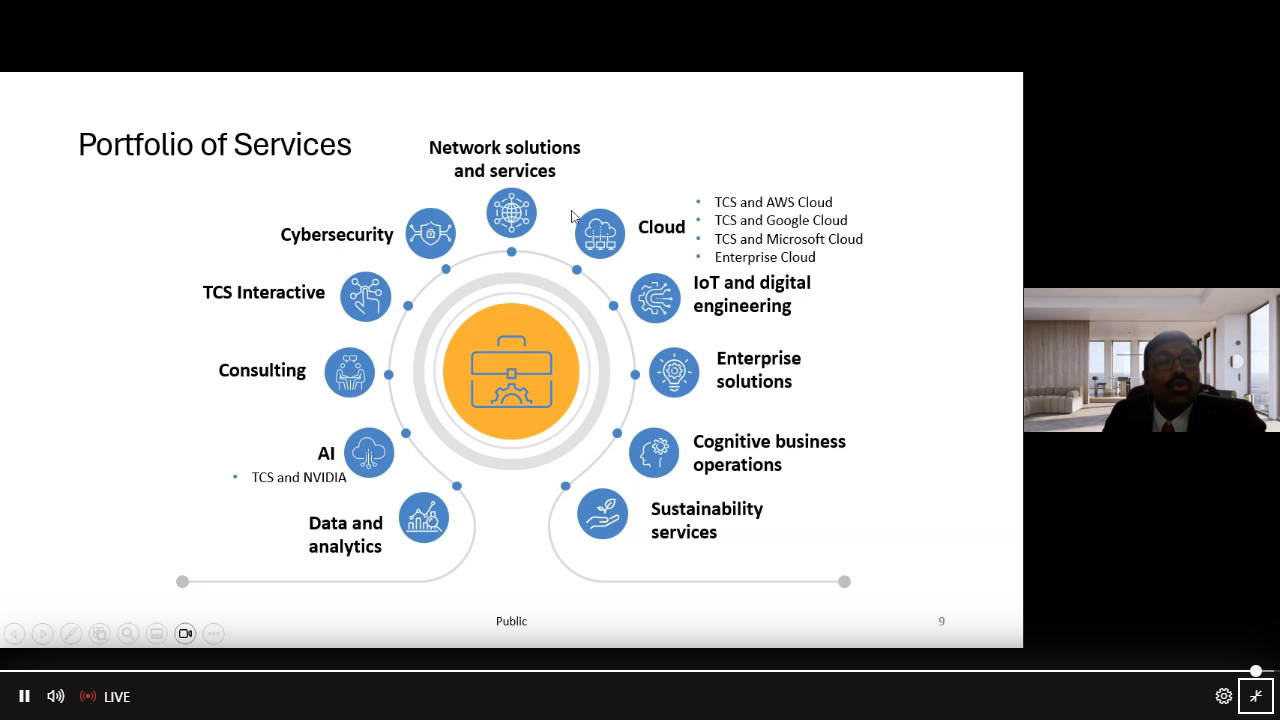 Portfolio of Services
Network solutions
and services
Cybersecurity
Cloud
• TCS and AWS Cloud
• TCS and Google Cloud
• TCS and Microsoft Cloud
• Enterprise Cloud
TCS Interactive
IoT and digital
engineering
Consulting
Enterprise
solutions
AI
• TCS and NVIDIA
Cognitive business
operations
Data and
analytics
Sustainability
services
Public
9
LIVE